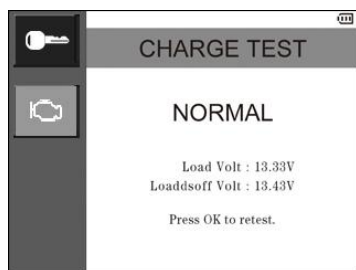 CHARGE TEST
NORMAL
Load Volt : 13.33V
Loaddsoff Volt : 13.43V
Press OK to retest.